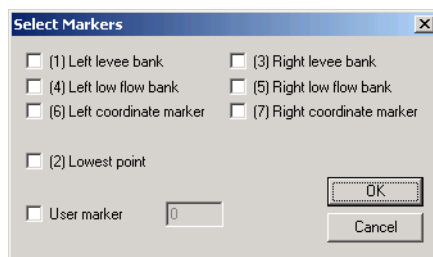 Select Markers
(1) Left levee bank (3) Right levee bank
(4) Left low flow bank (5) Right low flow bank
(6) Left coordinate marker (7) Right coordinate marker
(2) Lowest point
OK
User marker 0
Cancel